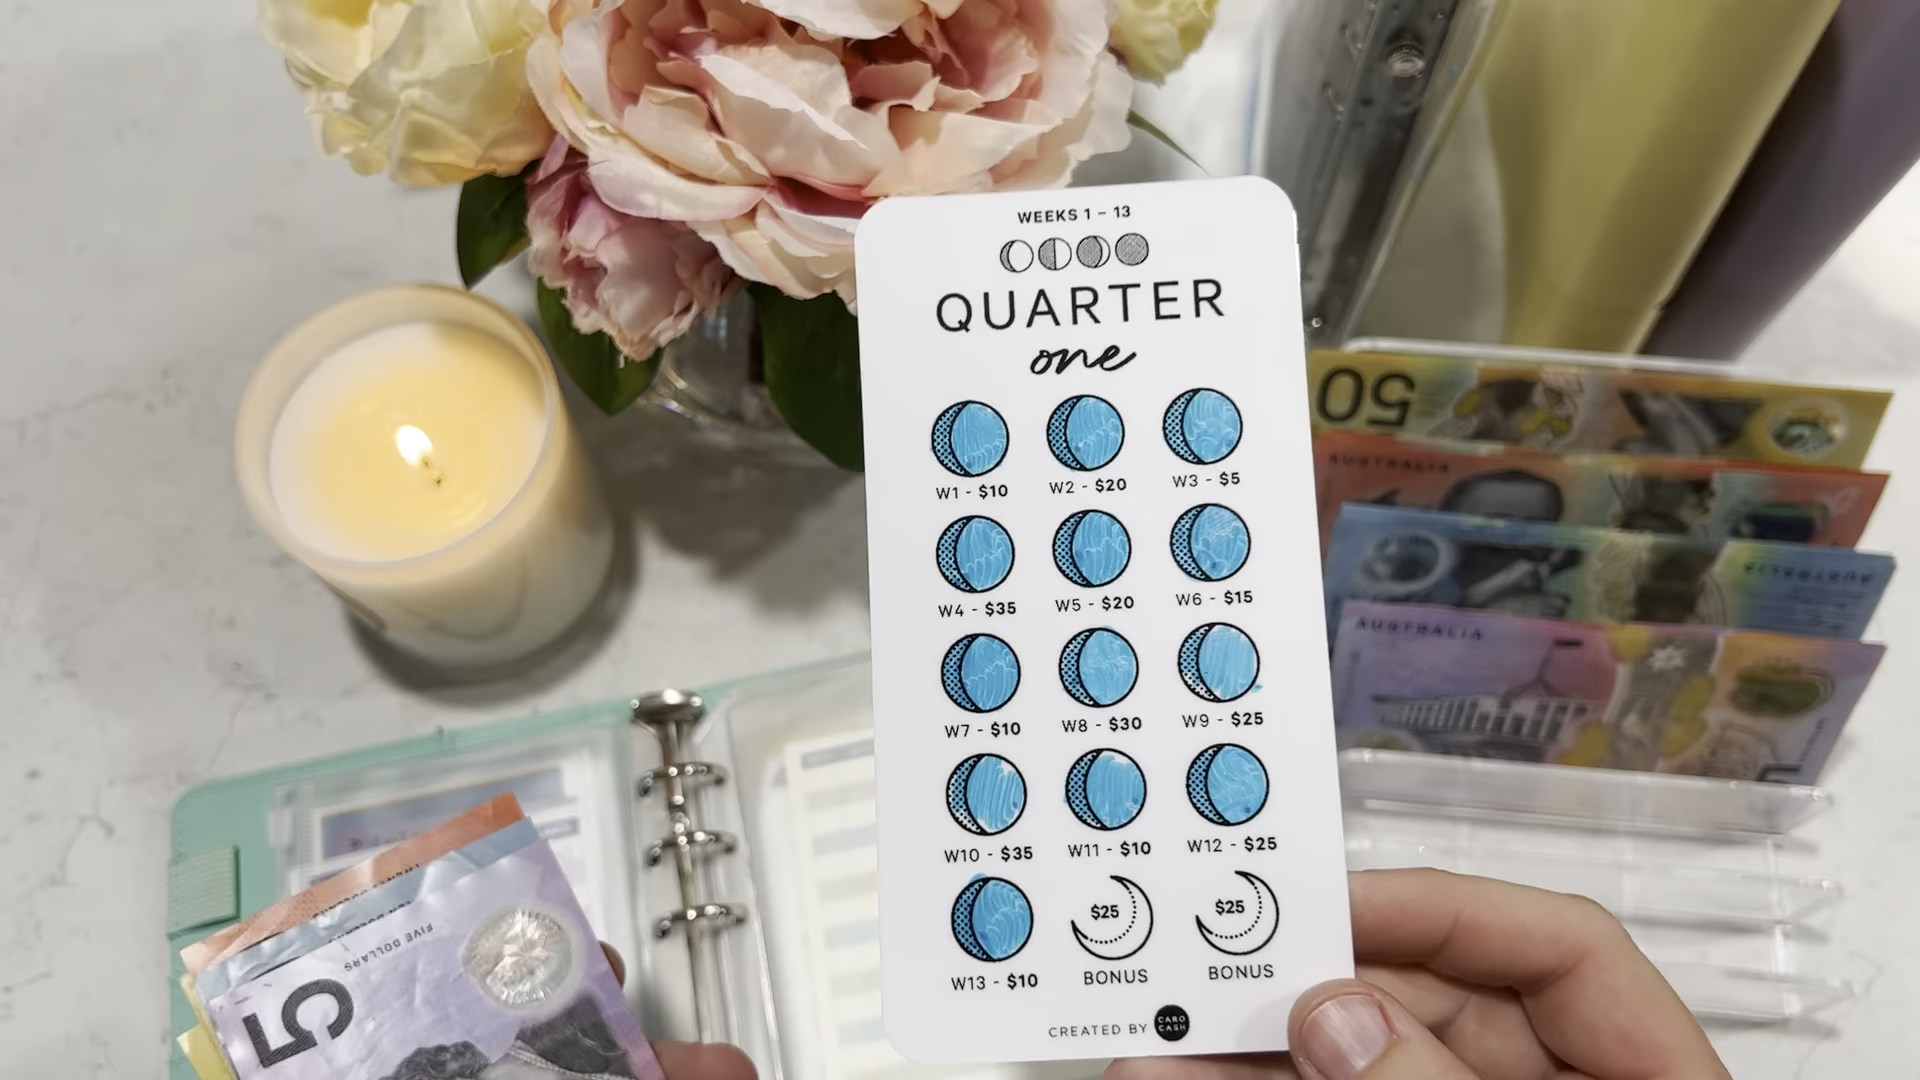 WEEKS 1 – 13
QUARTER
one
W1 - $10 W2 - $20 W3 - $5
W4 - $35 W5 - $20 W6 - $15
W7 - $10 W8 - $30 W9 - $25
W10 - $35 W11 - $10 W12 - $25
$25 $25
W13 - $10 BONUS BONUS
CREATED BY CARO CASH
50
AUSTRALIA
AUSTRALIA
AUSTRALIA
FIVE DOLLARS
5